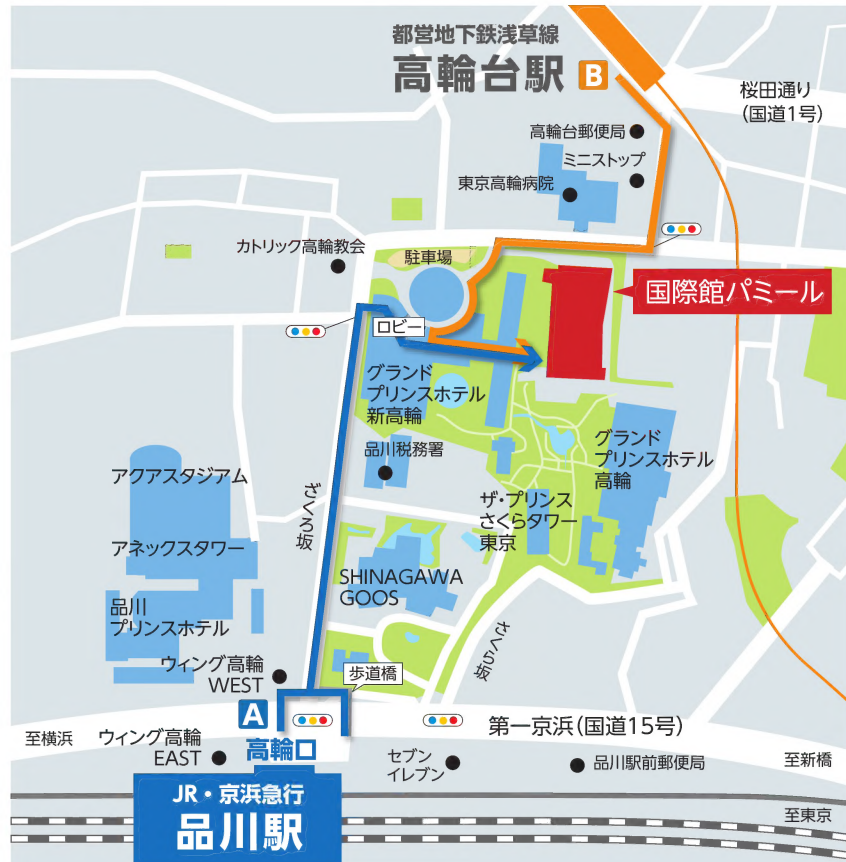 都営地下鉄浅草線
高輪台駅 B
桜田通り
(国道1号)
高輪台郵便局
ミニストップ
東京高輪病院
カトリック高輪教会
駐車場
国際館パミール
ロビー
グランド
プリンスホテル
新高輪
グランド
プリンスホテル
高輪
品川税務署
アクアスタジアム
ざくろ坂
ザ・プリンス
さくらタワー
東京
アネックスタワー
SHINAGAWA
GOOS
品川
プリンスホテル
さくら坂
ウィング高輪
WEST
歩道橋
A
高輪口
第一京浜(国道15号)
至横浜
ウィング高輪
EAST
セブン
イレブン
品川駅前郵便局
至新橋
JR・京浜急行
品川駅
至東京